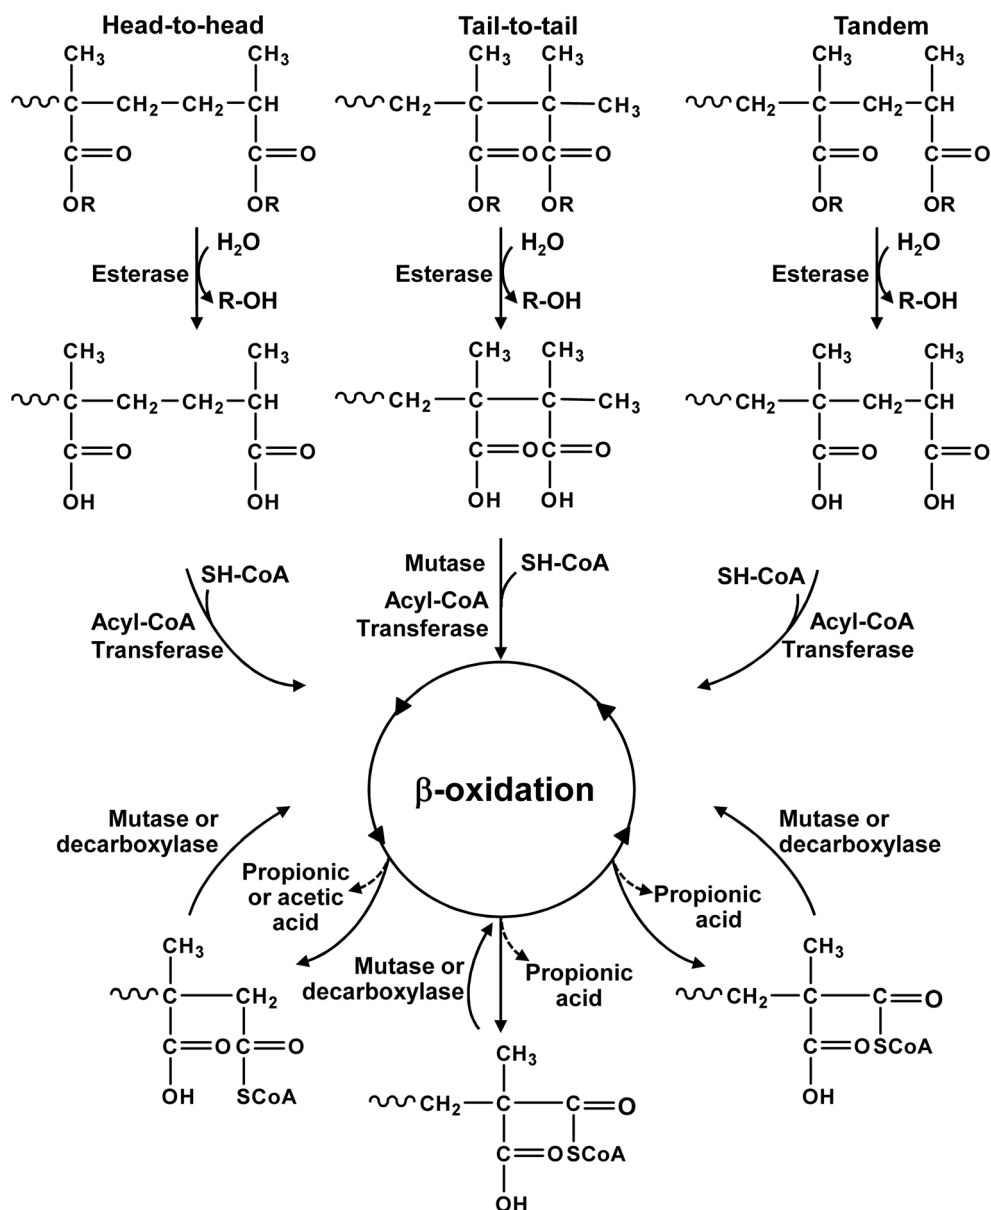 Head-to-head
Tail-to-tail
Tandem
CH3
CH3
CH3
CH3
CH3
CH3
C
CH2
CH2
CH
CH2
C
C
CH3
CH2
C
CH2
CH
C=O
C=O
C=O
C=O
C=O
C=O
OR
OR
OR
OR
OR
OR
H2O
H2O
H2O
Esterase
Esterase
Esterase
R-OH
R-OH
R-OH
CH3
CH3
CH3
CH3
CH3
CH3
C
CH2
CH2
CH
CH2
C
C
CH3
CH2
C
CH2
CH
C=O
C=O
C=O
C=O
C=O
C=O
OH
OH
OH
OH
OH
OH
SH-CoA
Mutase
SH-CoA
SH-CoA
Acyl-CoA
Transferase
Acyl-CoA
Transferase
Acyl-CoA
Transferase
β-oxidation
Mutase or
decarboxylase
Mutase or
decarboxylase
Propionic
or acetic
acid
Propionic
acid
Mutase or
decarboxylase
Propionic
acid
CH3
C
CH2
C=O
C=O
OH
SCoA
CH3
CH2
C
C=O
C=O
SCoA
OH
CH3
CH2
C
C=O
C=O
SCoA
OH